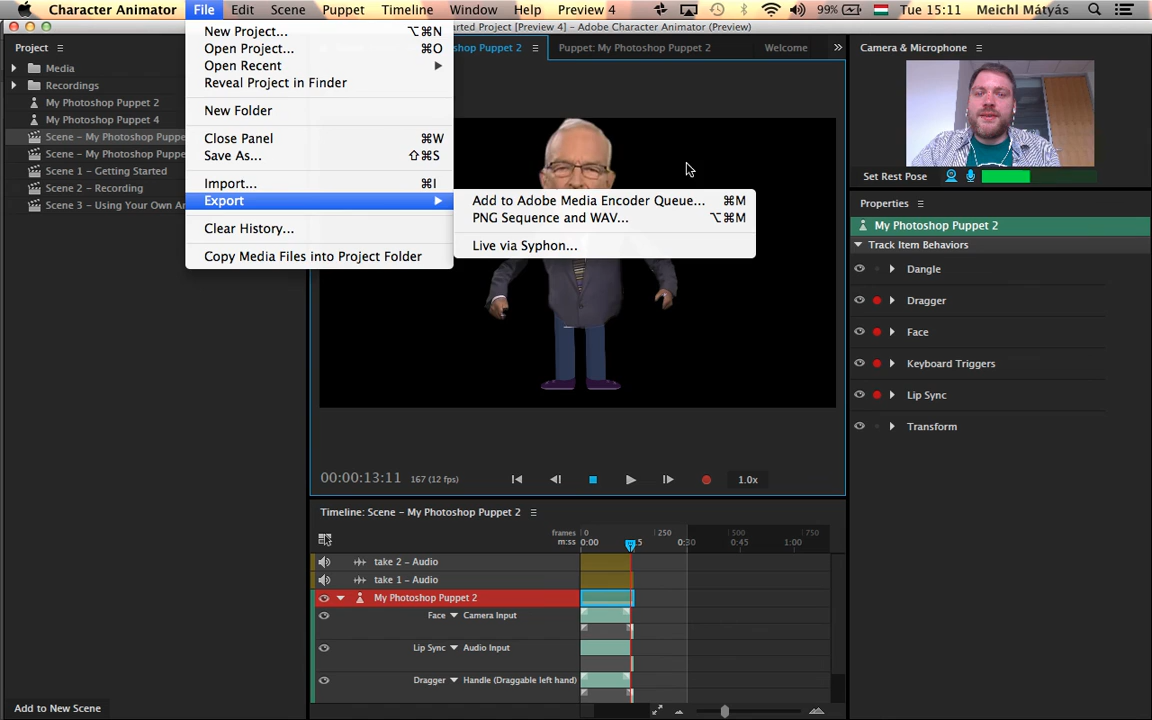 Character Animator File Edit Scene Puppet Timeline Window Help Preview 4 99% Tue 15:11 Meichl Mátyás
arted Project [Preview 4] – Adobe Character Animator (Preview)
Project
Media
Recordings
My Photoshop Puppet 2
My Photoshop Puppet 4
Scene – My Photoshop Puppe
Scene – My Photoshop Puppe
Scene 1 – Getting Started
Scene 2 – Recording
Scene 3 – Using Your Own Ar
Add to New Scene
New Project... ⌥⌘N
Open Project... ⌘O
Open Recent
Reveal Project in Finder
New Folder
Close Panel ⌘W
Save As... ⇧⌘S
Import... ⌘I
Export
Clear History...
Copy Media Files into Project Folder
Add to Adobe Media Encoder Queue... ⌘M
PNG Sequence and WAV... ⌥⌘M
Live via Syphon...
shop Puppet 2 Puppet: My Photoshop Puppet 2 Welcome
00:00:13:11 167 (12 fps) 1.0x
Timeline: Scene – My Photoshop Puppet 2
frames 0 250 500 750
m:ss 0:00 15 0:30 0:45 1:00
take 2 – Audio
take 1 – Audio
My Photoshop Puppet 2
Face Camera Input
Lip Sync Audio Input
Dragger Handle (Draggable left hand)
Camera & Microphone
Set Rest Pose
Properties
My Photoshop Puppet 2
Track Item Behaviors
Dangle
Dragger
Face
Keyboard Triggers
Lip Sync
Transform